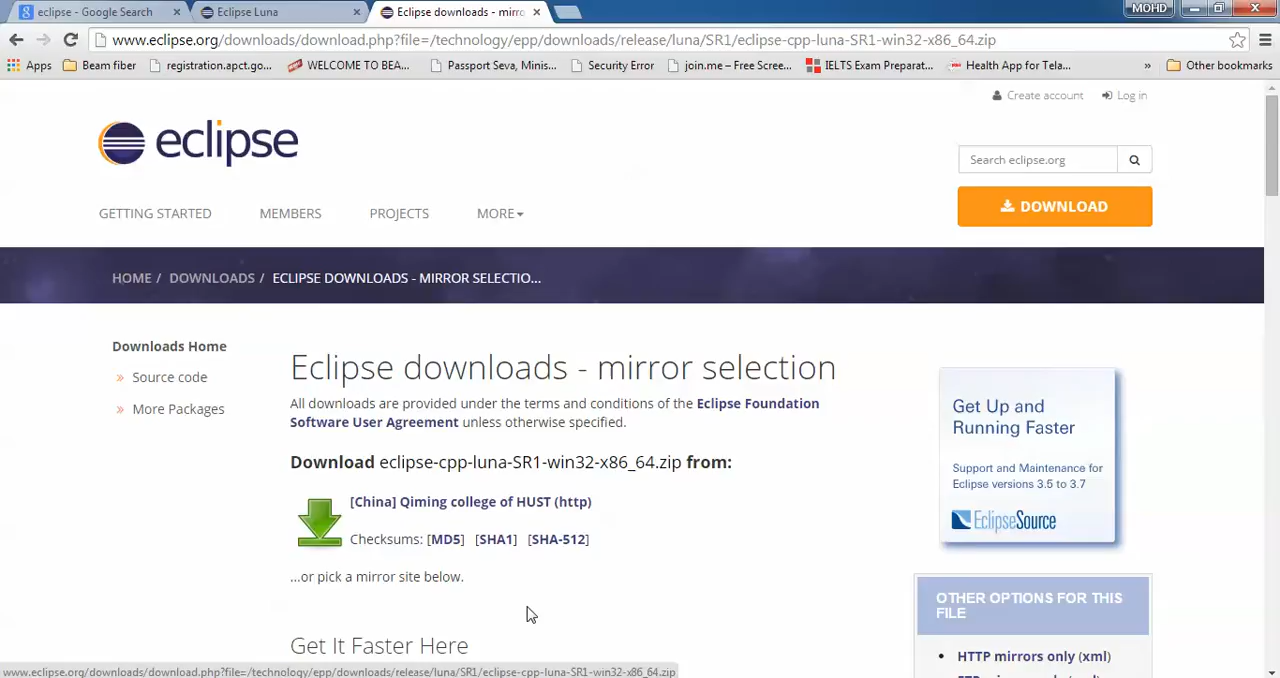 eclipse - Google Search
Eclipse Luna
Eclipse downloads - mirro
MOHD
www.eclipse.org/downloads/download.php?file=/technology/epp/downloads/release/luna/SR1/eclipse-cpp-luna-SR1-win32-x86_64.zip
Apps Beam fiber registration.apct.go... WELCOME TO BEA... Passport Seva, Minis... Security Error join.me – Free Scree... IELTS Exam Preparat... Health App for Tela... » Other bookmarks
Create account Log in
eclipse
Search eclipse.org
DOWNLOAD
GETTING STARTED MEMBERS PROJECTS MORE
HOME / DOWNLOADS / ECLIPSE DOWNLOADS - MIRROR SELECTIO...
Downloads Home
» Source code
» More Packages
Eclipse downloads - mirror selection
All downloads are provided under the terms and conditions of the Eclipse Foundation
Software User Agreement unless otherwise specified.
Download eclipse-cpp-luna-SR1-win32-x86_64.zip from:
[China] Qiming college of HUST (http)
Checksums: [MD5] [SHA1] [SHA-512]
...or pick a mirror site below.
Get It Faster Here
Get Up and
Running Faster
Support and Maintenance for
Eclipse versions 3.5 to 3.7
EclipseSource
OTHER OPTIONS FOR THIS
FILE
• HTTP mirrors only (xml)
www.eclipse.org/downloads/download.php?file=/technology/epp/downloads/release/luna/SR1/eclipse-cpp-luna-SR1-win32-x86_64.zip